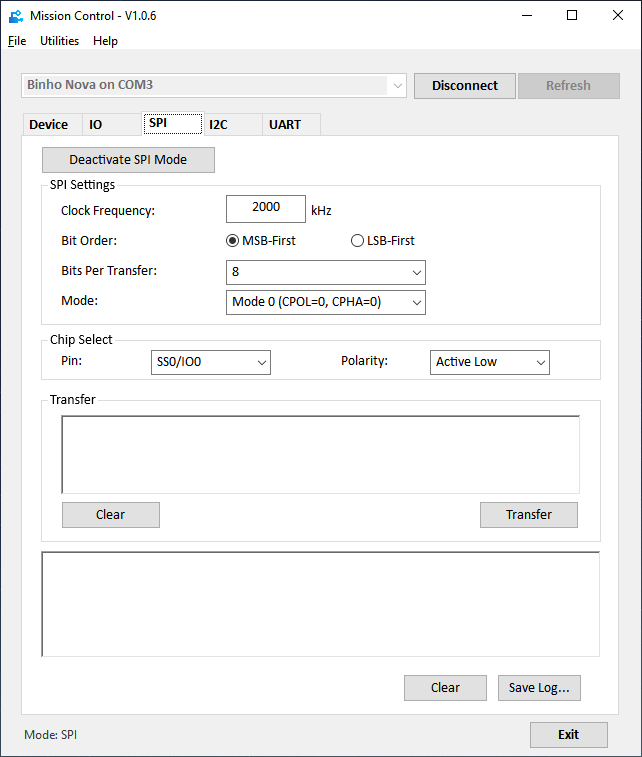 Mission Control - V1.0.6
File Utilities Help
Binho Nova on COM3 Disconnect Refresh
Device IO SPI I2C UART
Deactivate SPI Mode
SPI Settings
Clock Frequency: 2000 kHz
Bit Order: MSB-First LSB-First
Bits Per Transfer: 8
Mode: Mode 0 (CPOL=0, CPHA=0)
Chip Select
Pin: SS0/IO0 Polarity: Active Low
Transfer
Clear Transfer
Clear Save Log...
Mode: SPI Exit